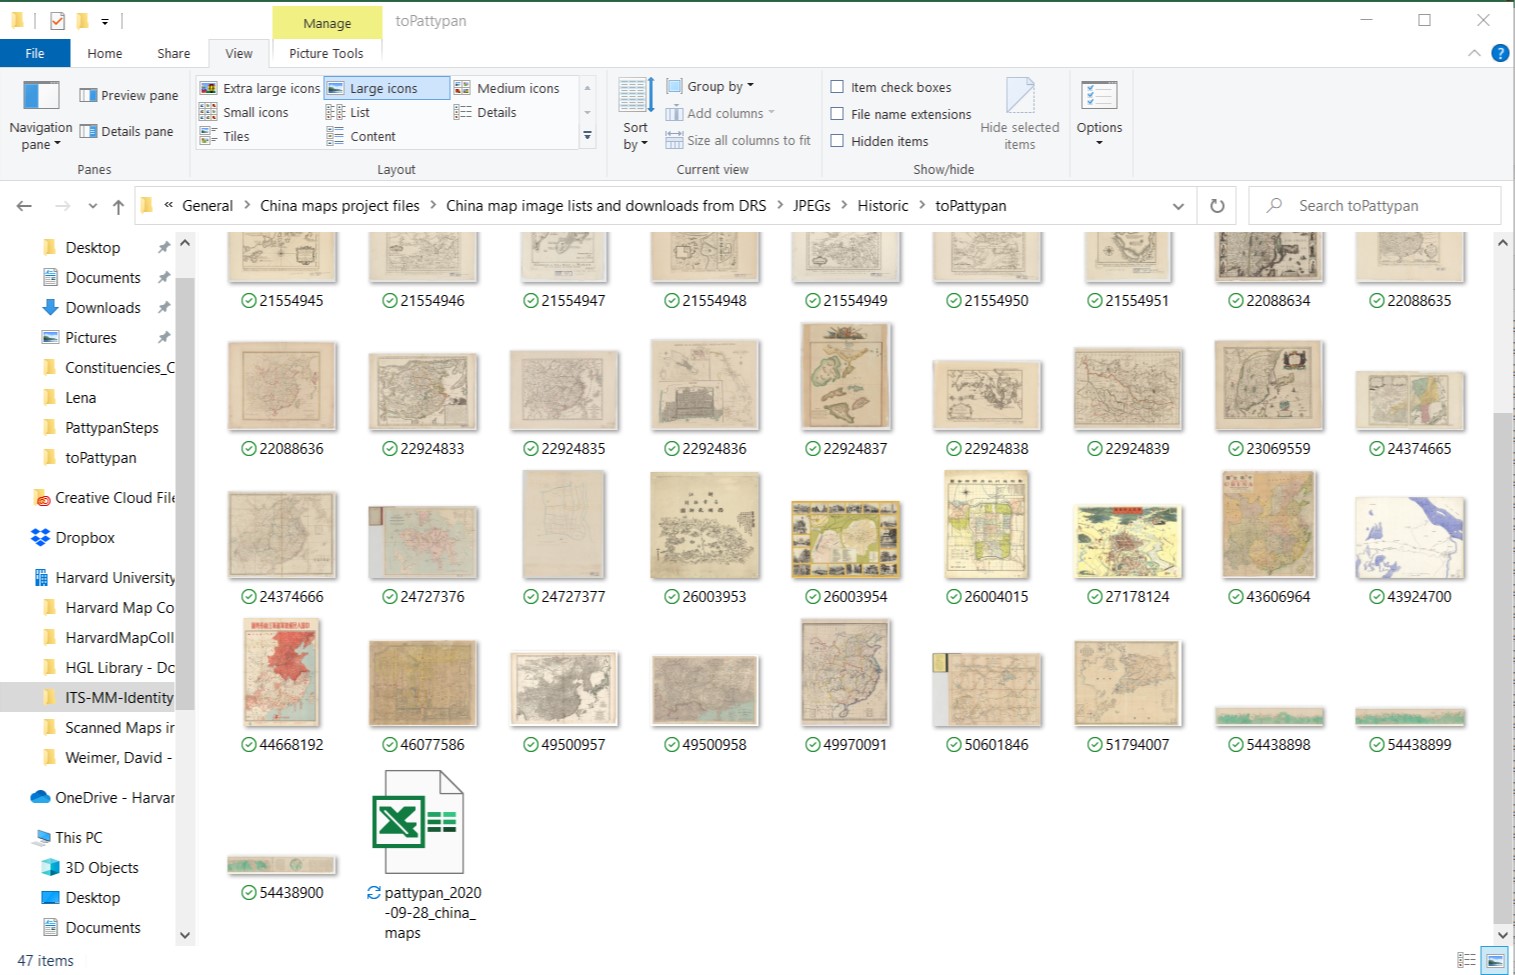 Manage
toPattypan
File
Home
Share
View
Picture Tools
Navigation pane
Preview pane
Details pane
Panes
Extra large icons
Large icons
Medium icons
Small icons
List
Details
Tiles
Content
Layout
Sort by
Group by
Add columns
Size all columns to fit
Current view
Item check boxes
File name extensions
Hidden items
Hide selected items
Show/hide
Options
« General > China maps project files > China map image lists and downloads from DRS > JPEGs > Historic > toPattypan
Search toPattypan
Desktop
Documents
Downloads
Pictures
Constituencies_C
Lena
PattypanSteps
toPattypan
Creative Cloud File
Dropbox
Harvard University
Harvard Map Co
HarvardMapColl
HGL Library - Dc
ITS-MM-Identity
Scanned Maps ir
Weimer, David -
OneDrive - Harvar
This PC
3D Objects
Desktop
Documents
21554945 21554946 21554947 21554948 21554949 21554950 21554951 22088634 22088635
22088636 22924833 22924835 22924836 22924837 22924838 22924839 23069559 24374665
24374666 24727376 24727377 26003953 26003954 26004015 27178124 43606964 43924700
44668192 46077586 49500957 49500958 49970091 50601846 51794007 54438898 54438899
54438900
pattypan_2020
-09-28_china_
maps
47 items